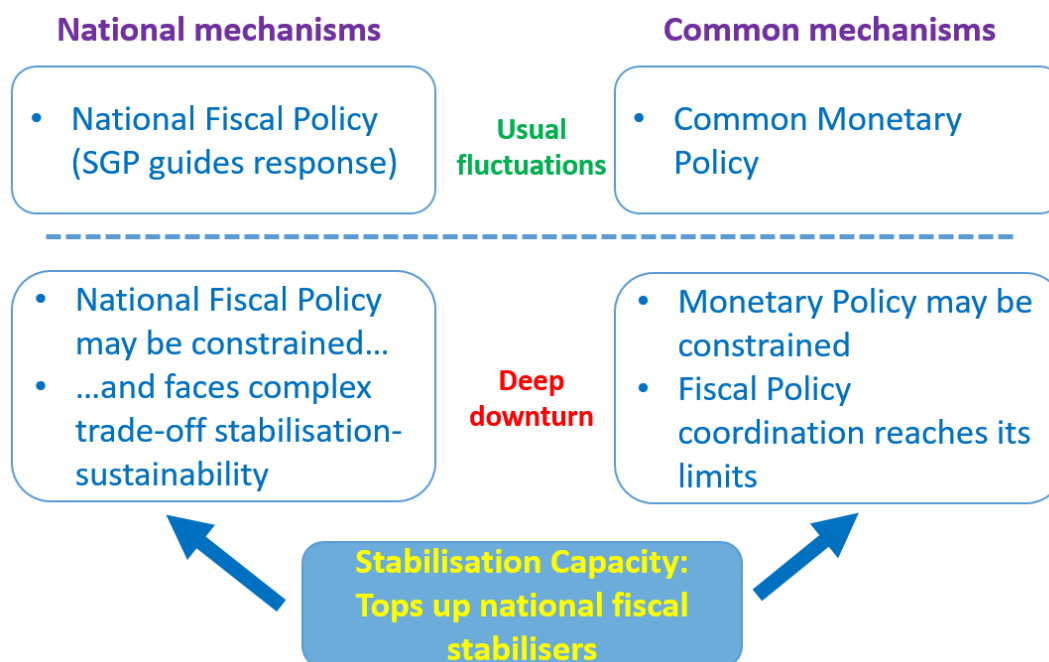 National mechanisms
Common mechanisms
• National Fiscal Policy
(SGP guides response)
Usual
fluctuations
• Common Monetary
Policy
• National Fiscal Policy
may be constrained…
• …and faces complex
trade-off stabilisation-
sustainability
Deep
downturn
• Monetary Policy may be
constrained
• Fiscal Policy
coordination reaches its
limits
Stabilisation Capacity:
Tops up national fiscal
stabilisers